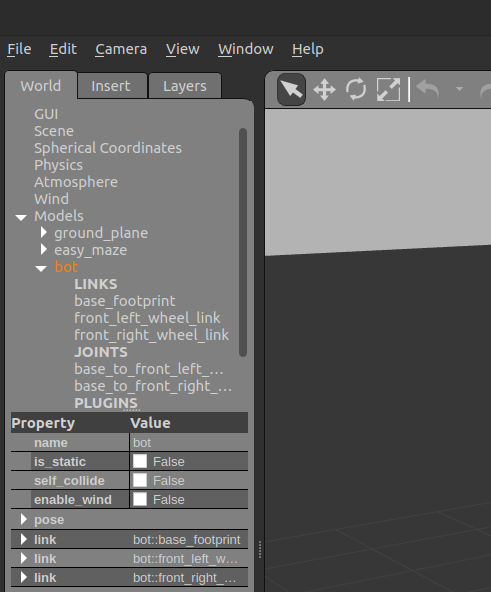 File Edit Camera View Window Help
World Insert Layers
GUI
Scene
Spherical Coordinates
Physics
Atmosphere
Wind
Models
ground_plane
easy_maze
bot
LINKS
base_footprint
front_left_wheel_link
front_right_wheel_link
JOINTS
base_to_front_left_...
base_to_front_right_...
PLUGINS
Property Value
name bot
is_static False
self_collide False
enable_wind False
pose
link bot::base_footprint
link bot::front_left_w...
link bot::front_right_...